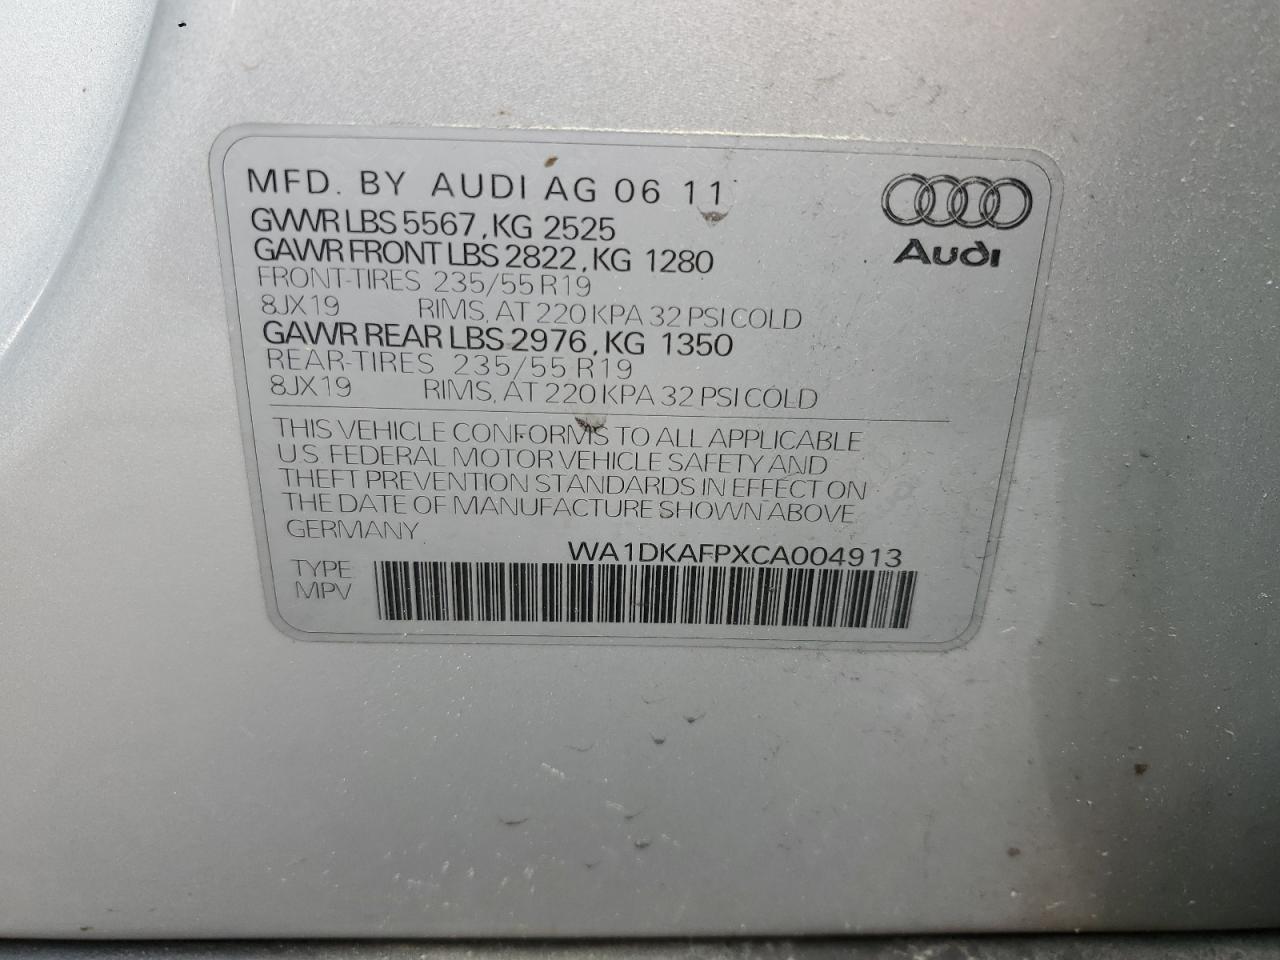 MFD. BY AUDI AG 06 11
GVWR LBS 5567, KG 2525
GAWR FRONT LBS 2822, KG 1280
FRONT-TIRES 235/55 R19
8JX19 RIMS, AT 220 KPA 32 PSI COLD
GAWR REAR LBS 2976, KG 1350
REAR-TIRES 235/55 R19
8JX19 RIMS, AT 220 KPA 32 PSI COLD
Audi
THIS VEHICLE CONFORMS TO ALL APPLICABLE
U.S. FEDERAL MOTOR VEHICLE SAFETY AND
THEFT PREVENTION STANDARDS IN EFFECT ON
THE DATE OF MANUFACTURE SHOWN ABOVE
GERMANY
WA1DKAFPXCA004913
TYPE
MPV